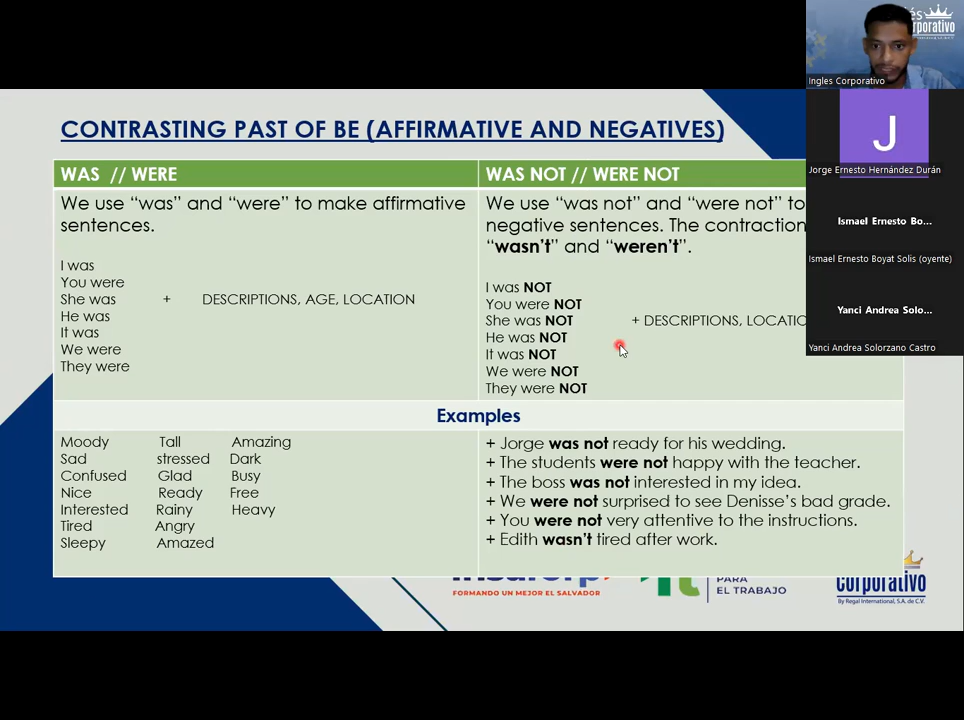 CONTRASTING PAST OF BE (AFFIRMATIVE AND NEGATIVES)
WAS // WERE
We use “was” and “were” to make affirmative
sentences.
I was
You were
She was + DESCRIPTIONS, AGE, LOCATION
He was
It was
We were
They were
WAS NOT // WERE NOT
We use “was not” and “were not” to
negative sentences. The contraction
“wasn't” and “weren't”.
I was NOT
You were NOT
She was NOT + DESCRIPTIONS, LOCATIO
He was NOT
It was NOT
We were NOT
They were NOT
Examples
Moody Tall Amazing
Sad stressed Dark
Confused Glad Busy
Nice Ready Free
Interested Rainy Heavy
Tired Angry
Sleepy Amazed
+ Jorge was not ready for his wedding.
+ The students were not happy with the teacher.
+ The boss was not interested in my idea.
+ We were not surprised to see Denisse's bad grade.
+ You were not very attentive to the instructions.
+ Edith wasn't tired after work.
FORMANDO UN MEJOR EL SALVADOR
PARA
EL TRABAJO
corporativo
By Regal International, S.A. de C.V.
Ingles Corporativo
J
Jorge Ernesto Hernández Durán
Ismael Ernesto Bo...
Ismael Ernesto Boyat Solis (oyente)
Yanci Andrea Solo...
Yanci Andrea Solorzano Castro